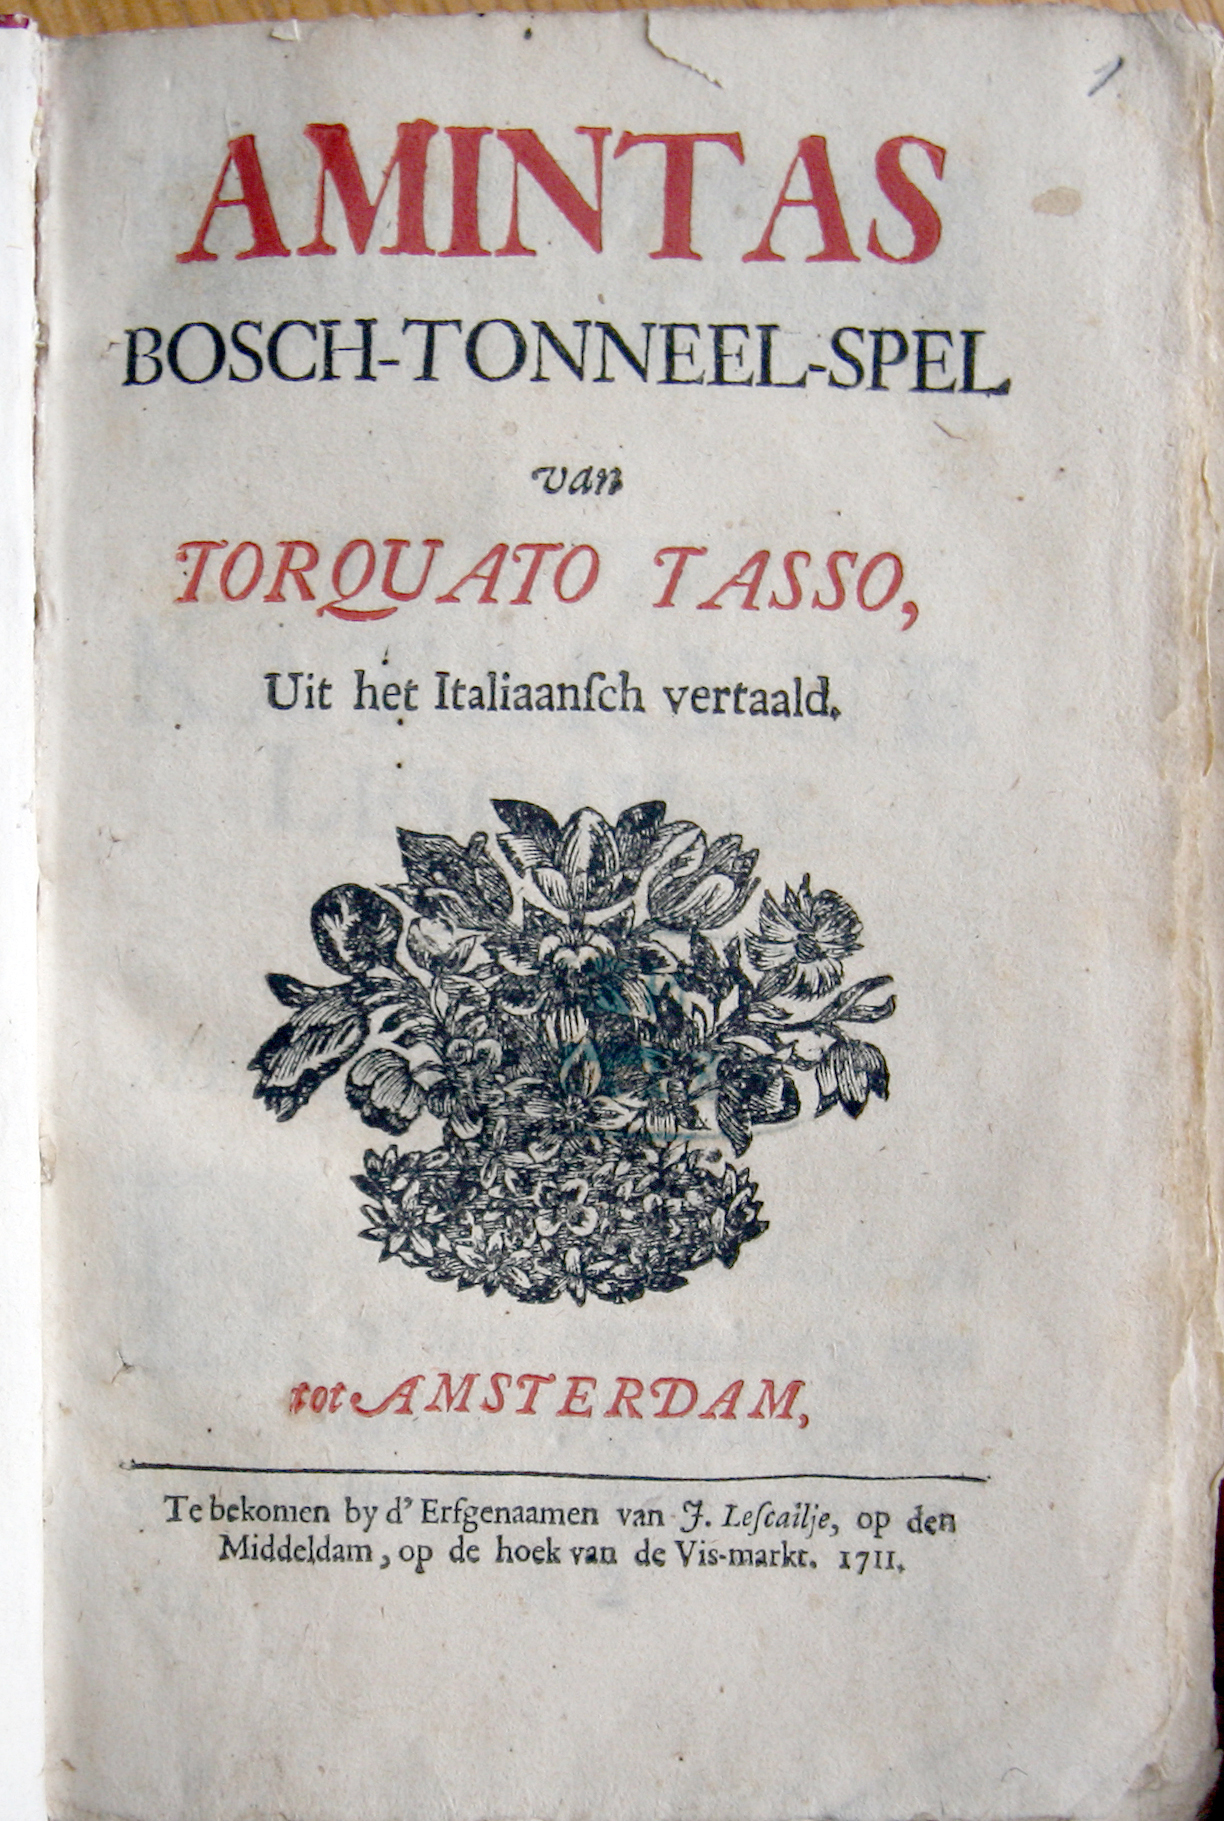 1.
AMINTAS
BOSCH-TONNEEL-SPEL
van
TORQUATO TASSO,
Uit het Italiaanſch vertaald.
tot AMSTERDAM,
Te bekomen by d' Erfgenaamen van J. Leſcailje, op den
Middeldam, op de hoek van de Vis-markt. 1711.